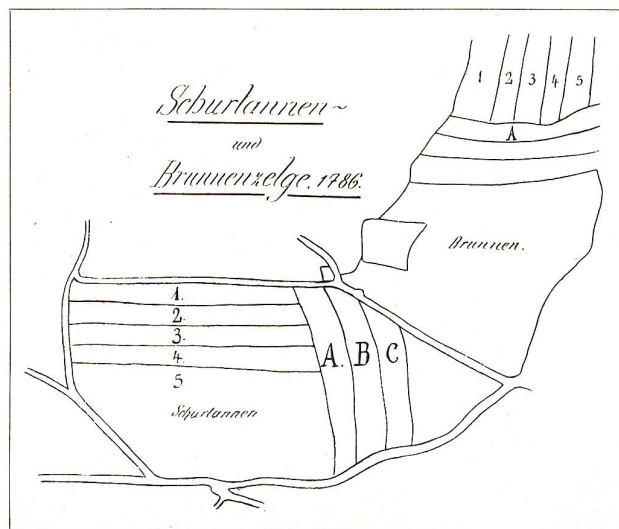 Schurtannen ~
und
Brunnenzelge. 1786.
1 2 3 4 5
A
Brunnen.
1.
2.
3.
4.
5
A. B C
Schurtannen